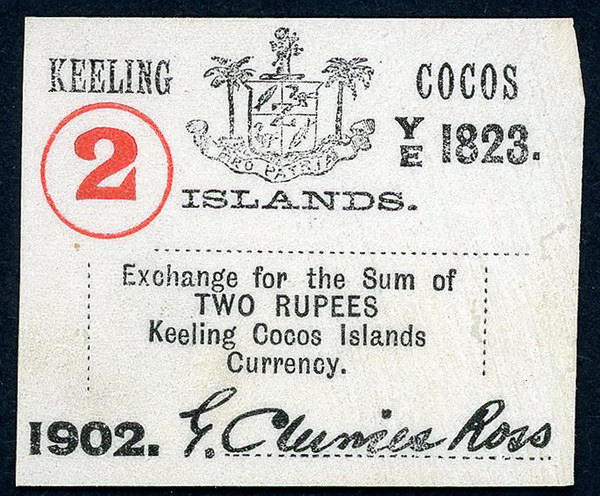 KEELING COCOS
YE 1823.
2
PRO PATRIA
ISLANDS.
Exchange for the Sum of
TWO RUPEES
Keeling Cocos Islands
Currency.
1902. G. Clunies Ross